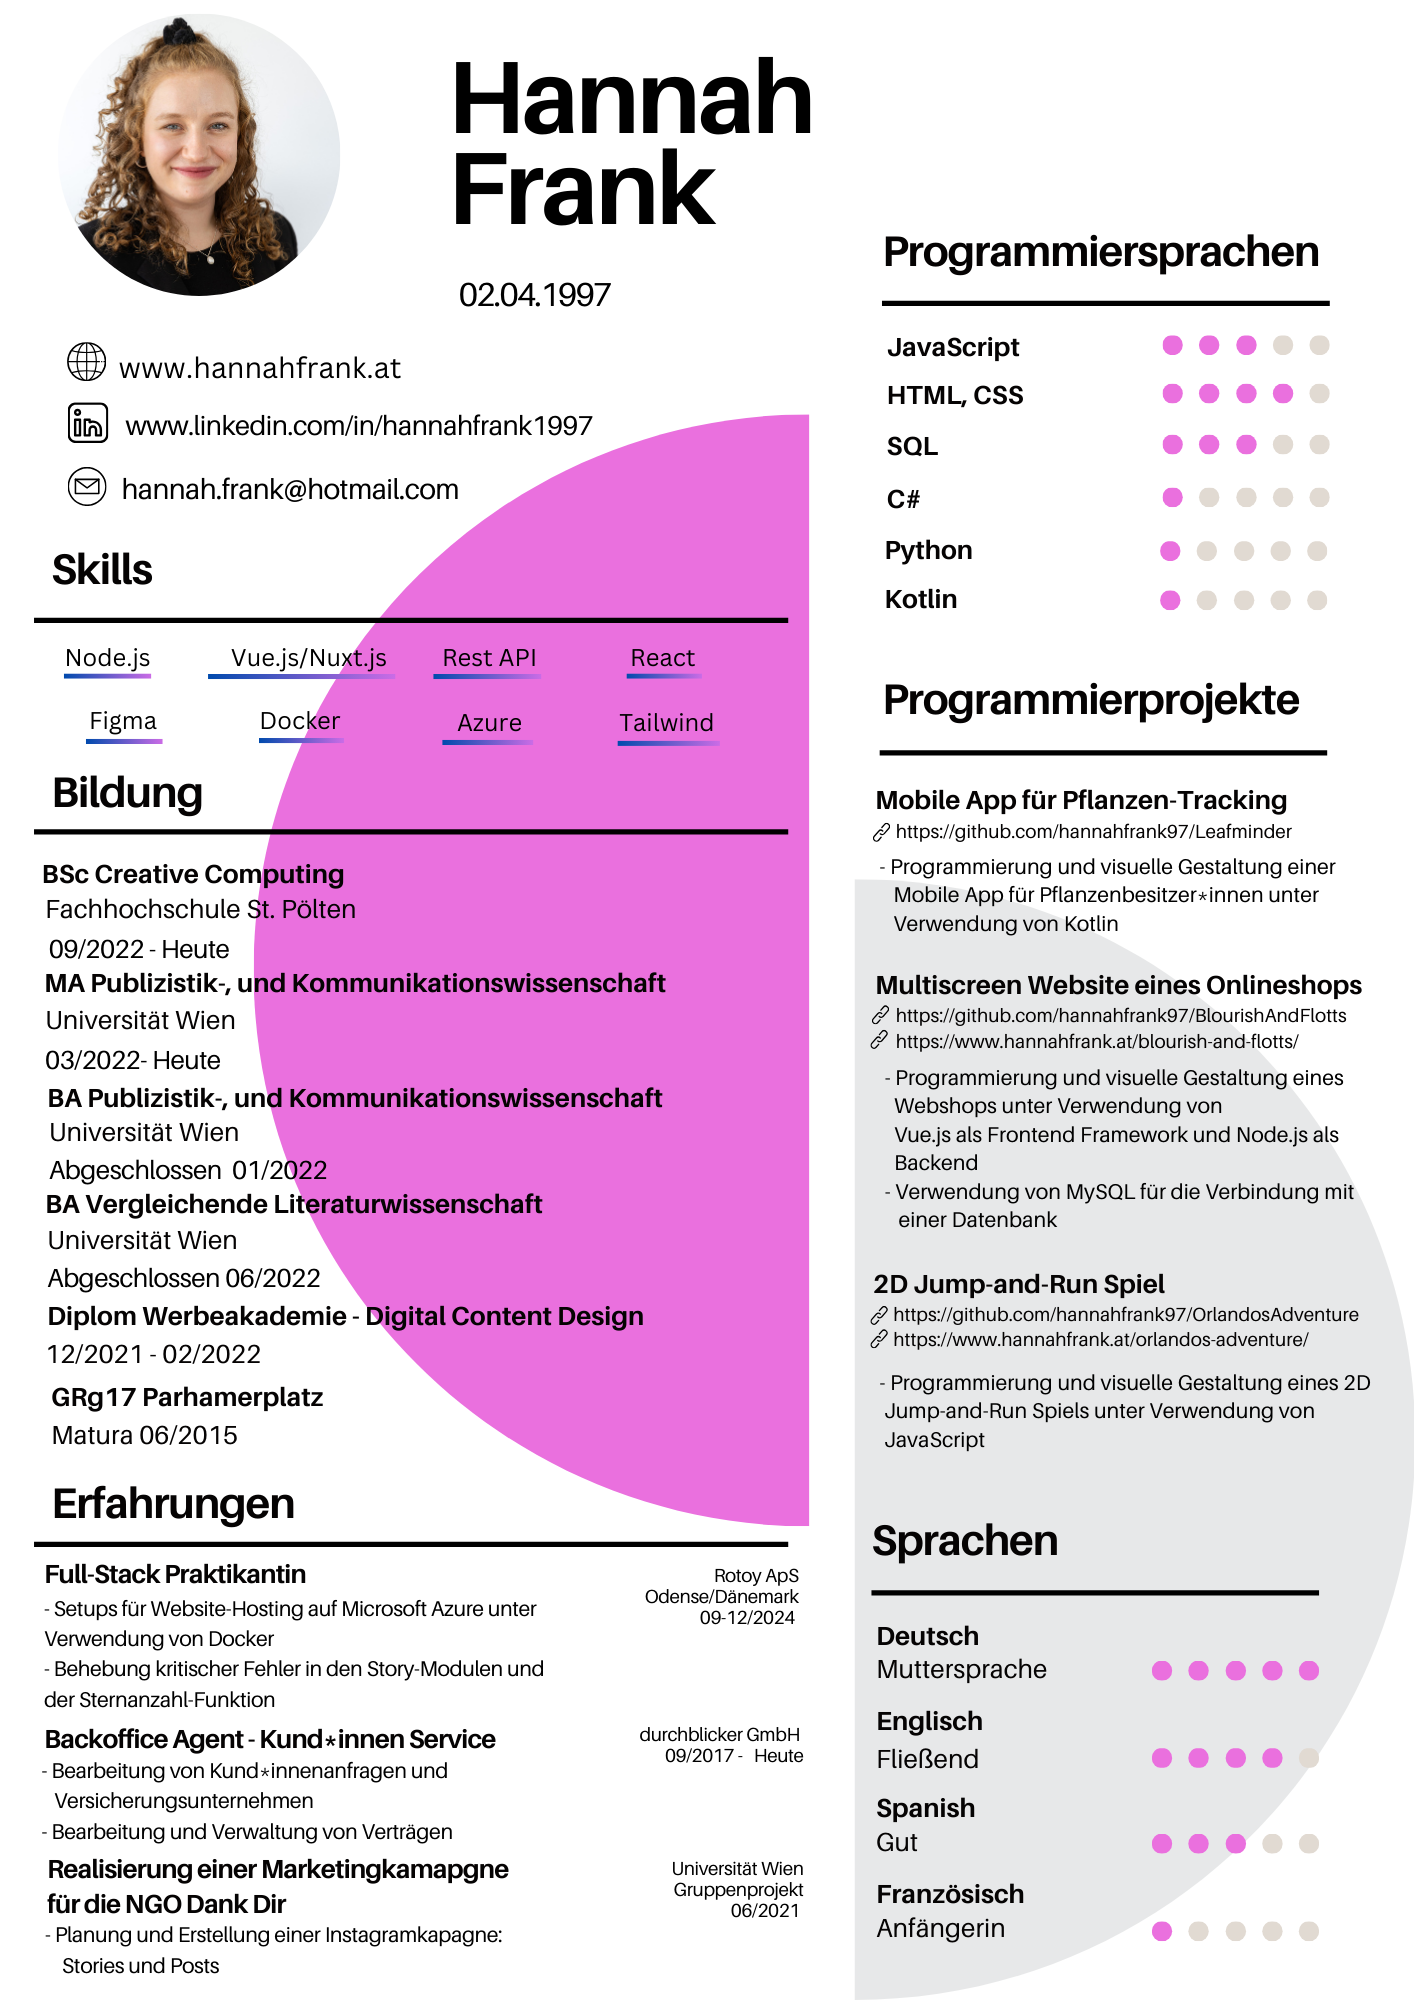 Hannah
Frank
02.04.1997
www.hannahfrank.at
www.linkedin.com/in/hannahfrank1997
hannah.frank@hotmail.com
Skills
Node.js
Vue.js/Nuxt.js
Rest API
React
Figma
Docker
Azure
Tailwind
Bildung
BSc Creative Computing
Fachhochschule St. Pölten
09/2022 - Heute
MA Publizistik-, und Kommunikationswissenschaft
Universität Wien
03/2022- Heute
BA Publizistik-, und Kommunikationswissenschaft
Universität Wien
Abgeschlossen 01/2022
BA Vergleichende Literaturwissenschaft
Universität Wien
Abgeschlossen 06/2022
Diplom Werbeakademie - Digital Content Design
12/2021 - 02/2022
GRg17 Parhamerplatz
Matura 06/2015
Erfahrungen
Full-Stack Praktikantin
Rotoy ApS
Odense/Dänemark
09-12/2024
- Setups für Website-Hosting auf Microsoft Azure unter
Verwendung von Docker
- Behebung kritischer Fehler in den Story-Modulen und
der Sternanzahl-Funktion
Backoffice Agent - Kund*innen Service
durchblicker GmbH
09/2017 - Heute
- Bearbeitung von Kund*innenanfragen und
Versicherungsunternehmen
- Bearbeitung und Verwaltung von Verträgen
Realisierung einer Marketingkamapgne
für die NGO Dank Dir
Universität Wien
Gruppenprojekt
06/2021
- Planung und Erstellung einer Instagramkapagne:
Stories und Posts
Programmiersprachen
JavaScript
HTML, CSS
SQL
C#
Python
Kotlin
Programmierprojekte
Mobile App für Pflanzen-Tracking
https://github.com/hannahfrank97/Leafminder
- Programmierung und visuelle Gestaltung einer
Mobile App für Pflanzenbesitzer*innen unter
Verwendung von Kotlin
Multiscreen Website eines Onlineshops
https://github.com/hannahfrank97/BlourishAndFlotts
https://www.hannahfrank.at/blourish-and-flotts/
- Programmierung und visuelle Gestaltung eines
Webshops unter Verwendung von
Vue.js als Frontend Framework und Node.js als
Backend
- Verwendung von MySQL für die Verbindung mit
einer Datenbank
2D Jump-and-Run Spiel
https://github.com/hannahfrank97/OrlandosAdventure
https://www.hannahfrank.at/orlandos-adventure/
- Programmierung und visuelle Gestaltung eines 2D
Jump-and-Run Spiels unter Verwendung von
JavaScript
Sprachen
Deutsch
Muttersprache
Englisch
Fließend
Spanish
Gut
Französisch
Anfängerin